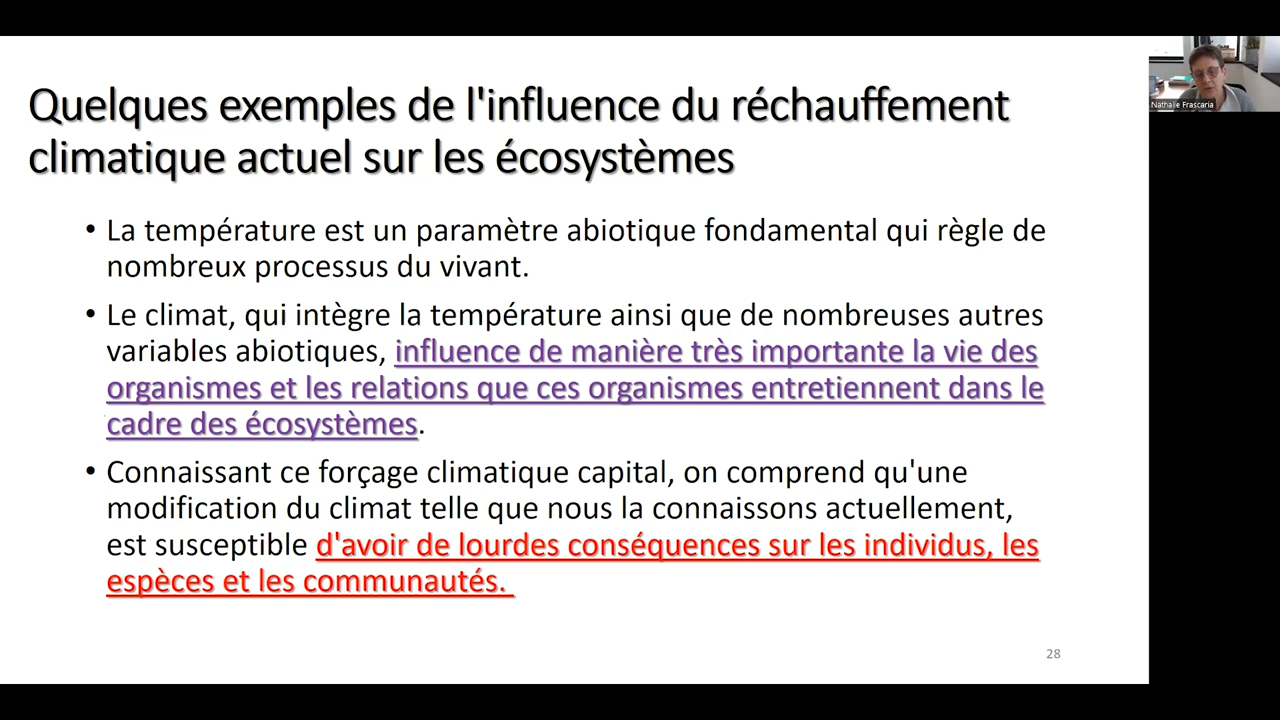 Quelques exemples de l'influence du réchauffement
climatique actuel sur les écosystèmes
• La température est un paramètre abiotique fondamental qui règle de
nombreux processus du vivant.
• Le climat, qui intègre la température ainsi que de nombreuses autres
variables abiotiques, influence de manière très importante la vie des
organismes et les relations que ces organismes entretiennent dans le
cadre des écosystèmes.
• Connaissant ce forçage climatique capital, on comprend qu'une
modification du climat telle que nous la connaissons actuellement,
est susceptible d'avoir de lourdes conséquences sur les individus, les
espèces et les communautés.
28
Nathalie Frascaria